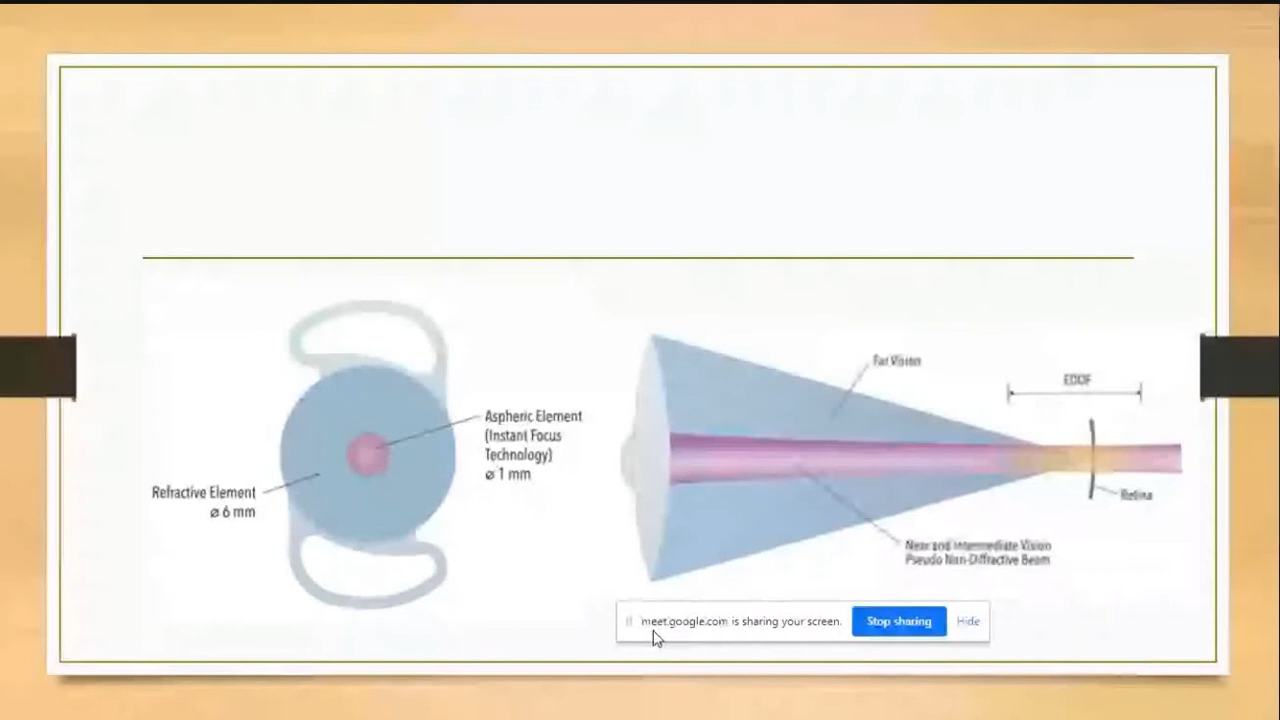 Aspheric Element
(Instant Focus
Technology)
ø 1 mm
Refractive Element
ø 6 mm
Far Vision
EDOF
Retina
Near and Intermediate Vision
Pseudo Non-Diffractive Beam
meet.google.com is sharing your screen.
Stop sharing
Hide